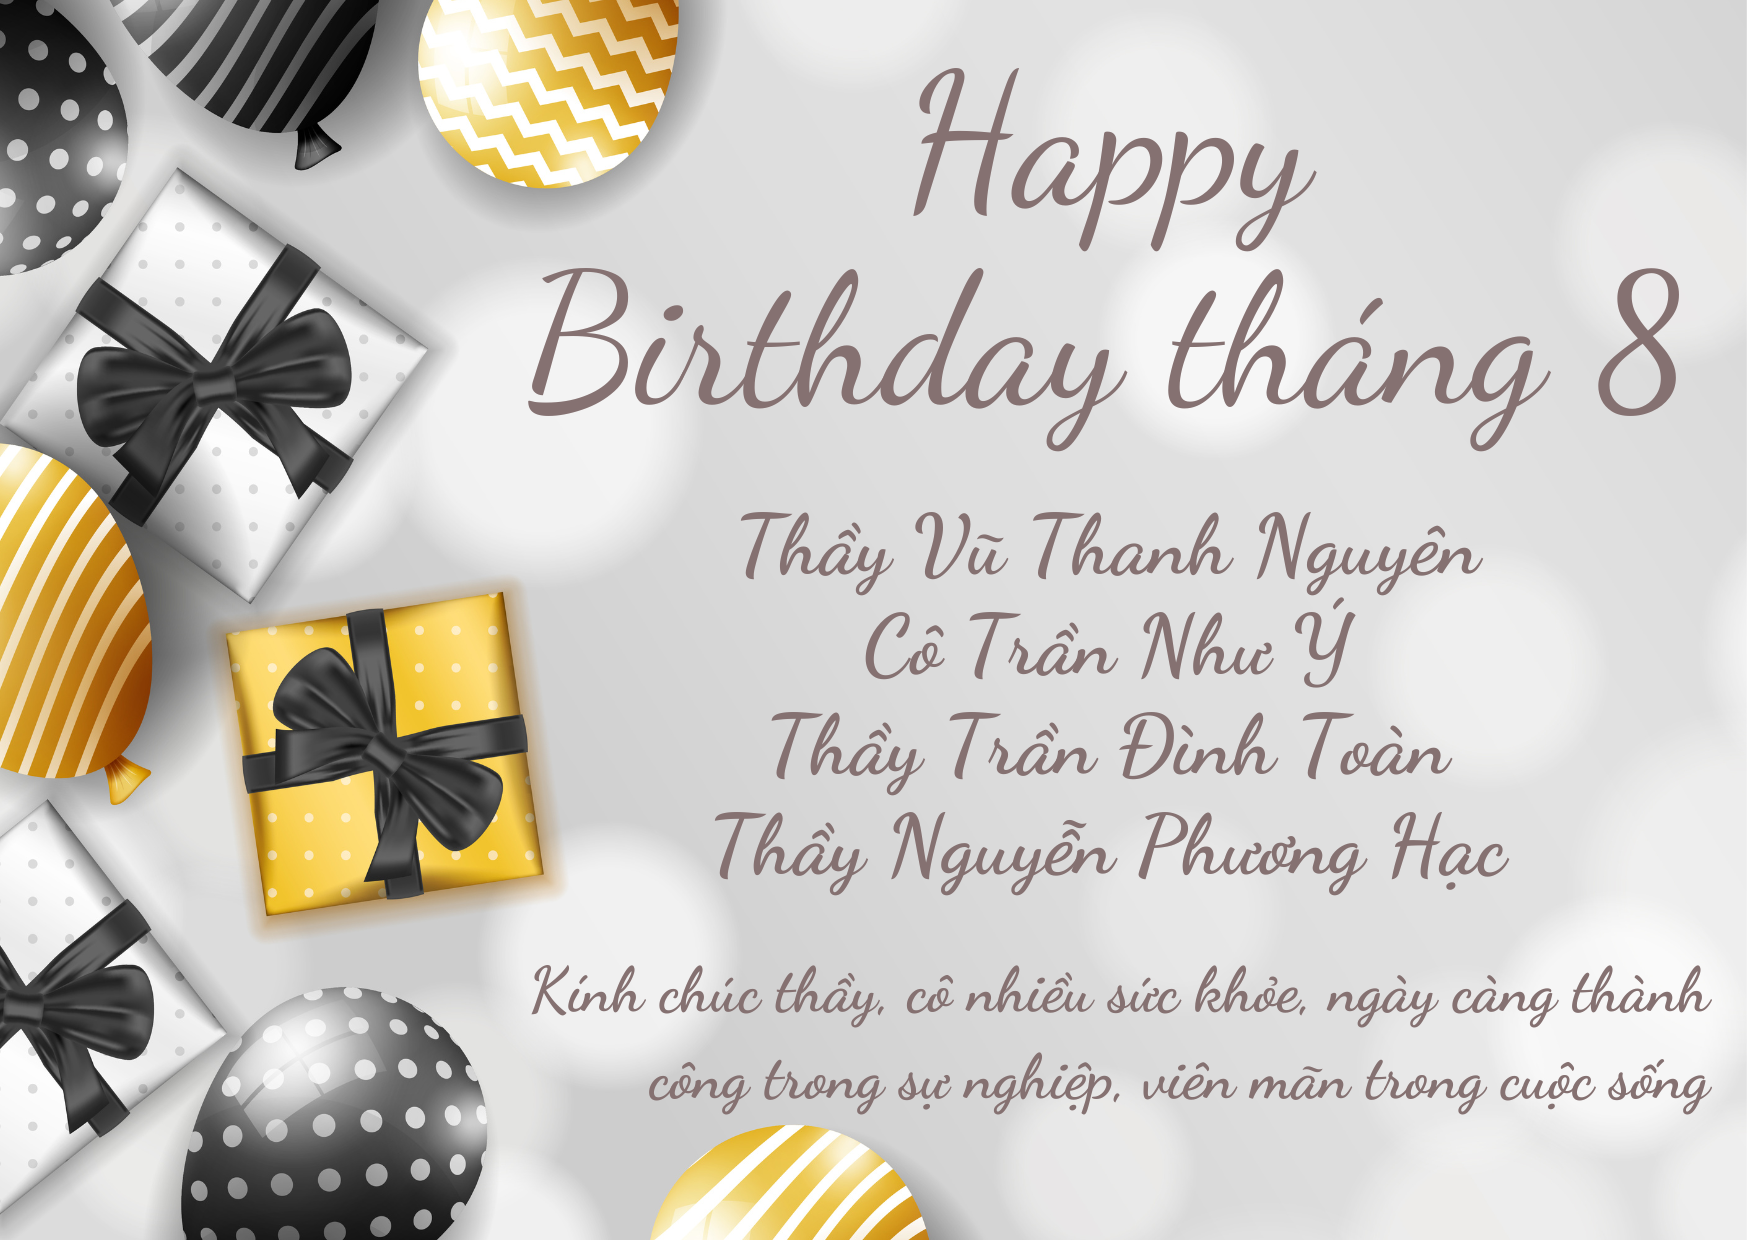 Happy
Birthday tháng 8
Thầy Vũ Thanh Nguyên
Cô Trần Như Ý
Thầy Trần Đình Toàn
Thầy Nguyễn Phương Hạc
Kính chúc thầy, cô nhiều sức khỏe, ngày càng thành
công trong sự nghiệp, viên mãn trong cuộc sống